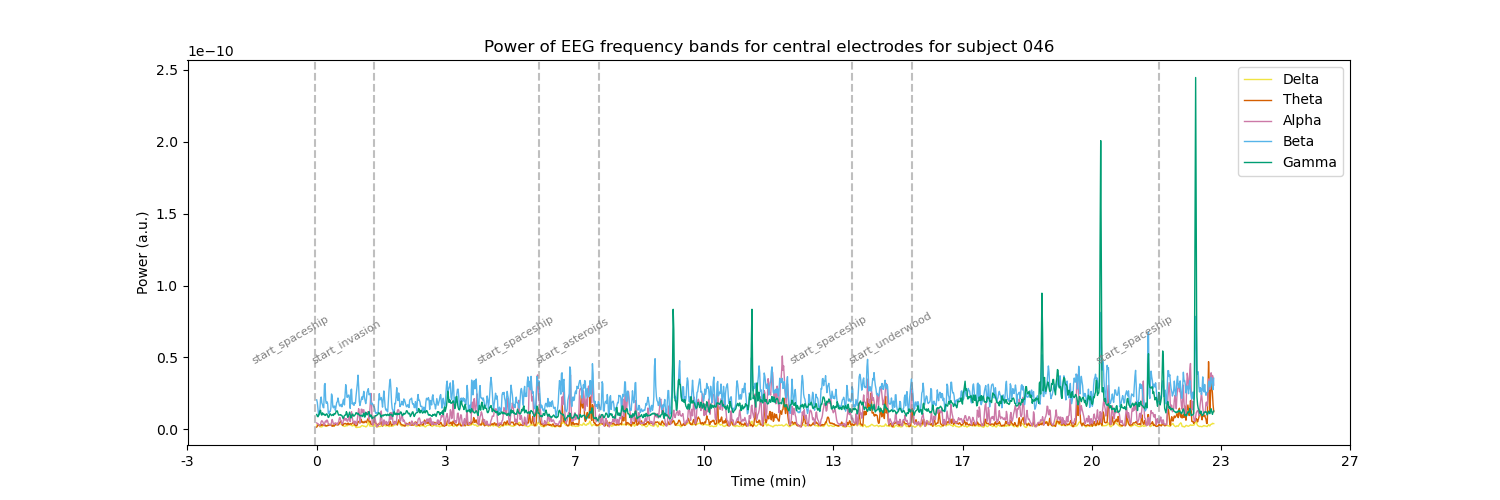 Power of EEG frequency bands for central electrodes for subject 046
1e−10
2.5
2.0
1.5
1.0
0.5
0.0
Power (a.u.)
start_spaceship
start_invasion
start_spaceship
start_asteroids
start_spaceship
start_underwood
start_spaceship
Delta
Theta
Alpha
Beta
Gamma
-3 0 3 7 10 13 17 20 23 27
Time (min)